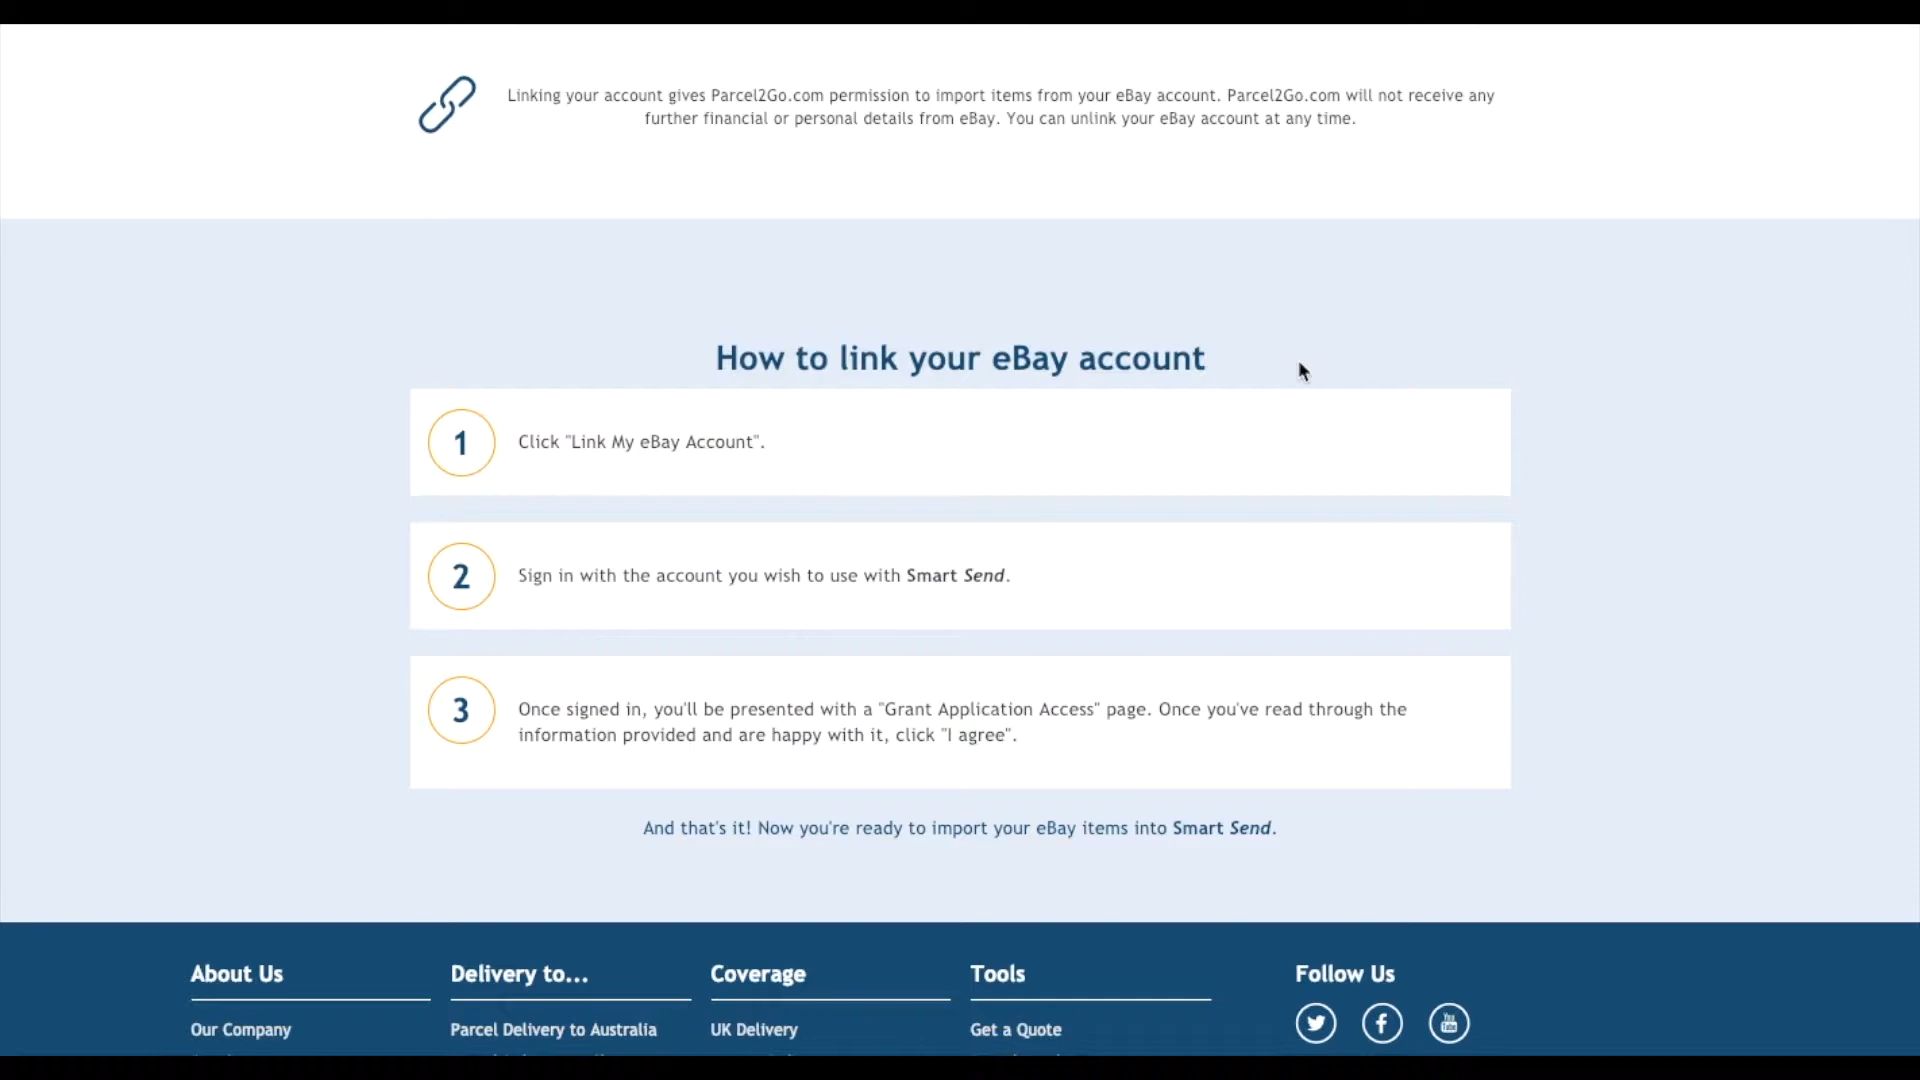 Linking your account gives Parcel2Go.com permission to import items from your eBay account. Parcel2Go.com will not receive any
further financial or personal details from eBay. You can unlink your eBay account at any time.
How to link your eBay account
1
Click "Link My eBay Account".
2
Sign in with the account you wish to use with Smart Send.
3
Once signed in, you'll be presented with a "Grant Application Access" page. Once you've read through the
information provided and are happy with it, click "I agree".
And that's it! Now you're ready to import your eBay items into Smart Send.
About Us
Our Company
Delivery to...
Parcel Delivery to Australia
Coverage
UK Delivery
Tools
Get a Quote
Follow Us
You Tube